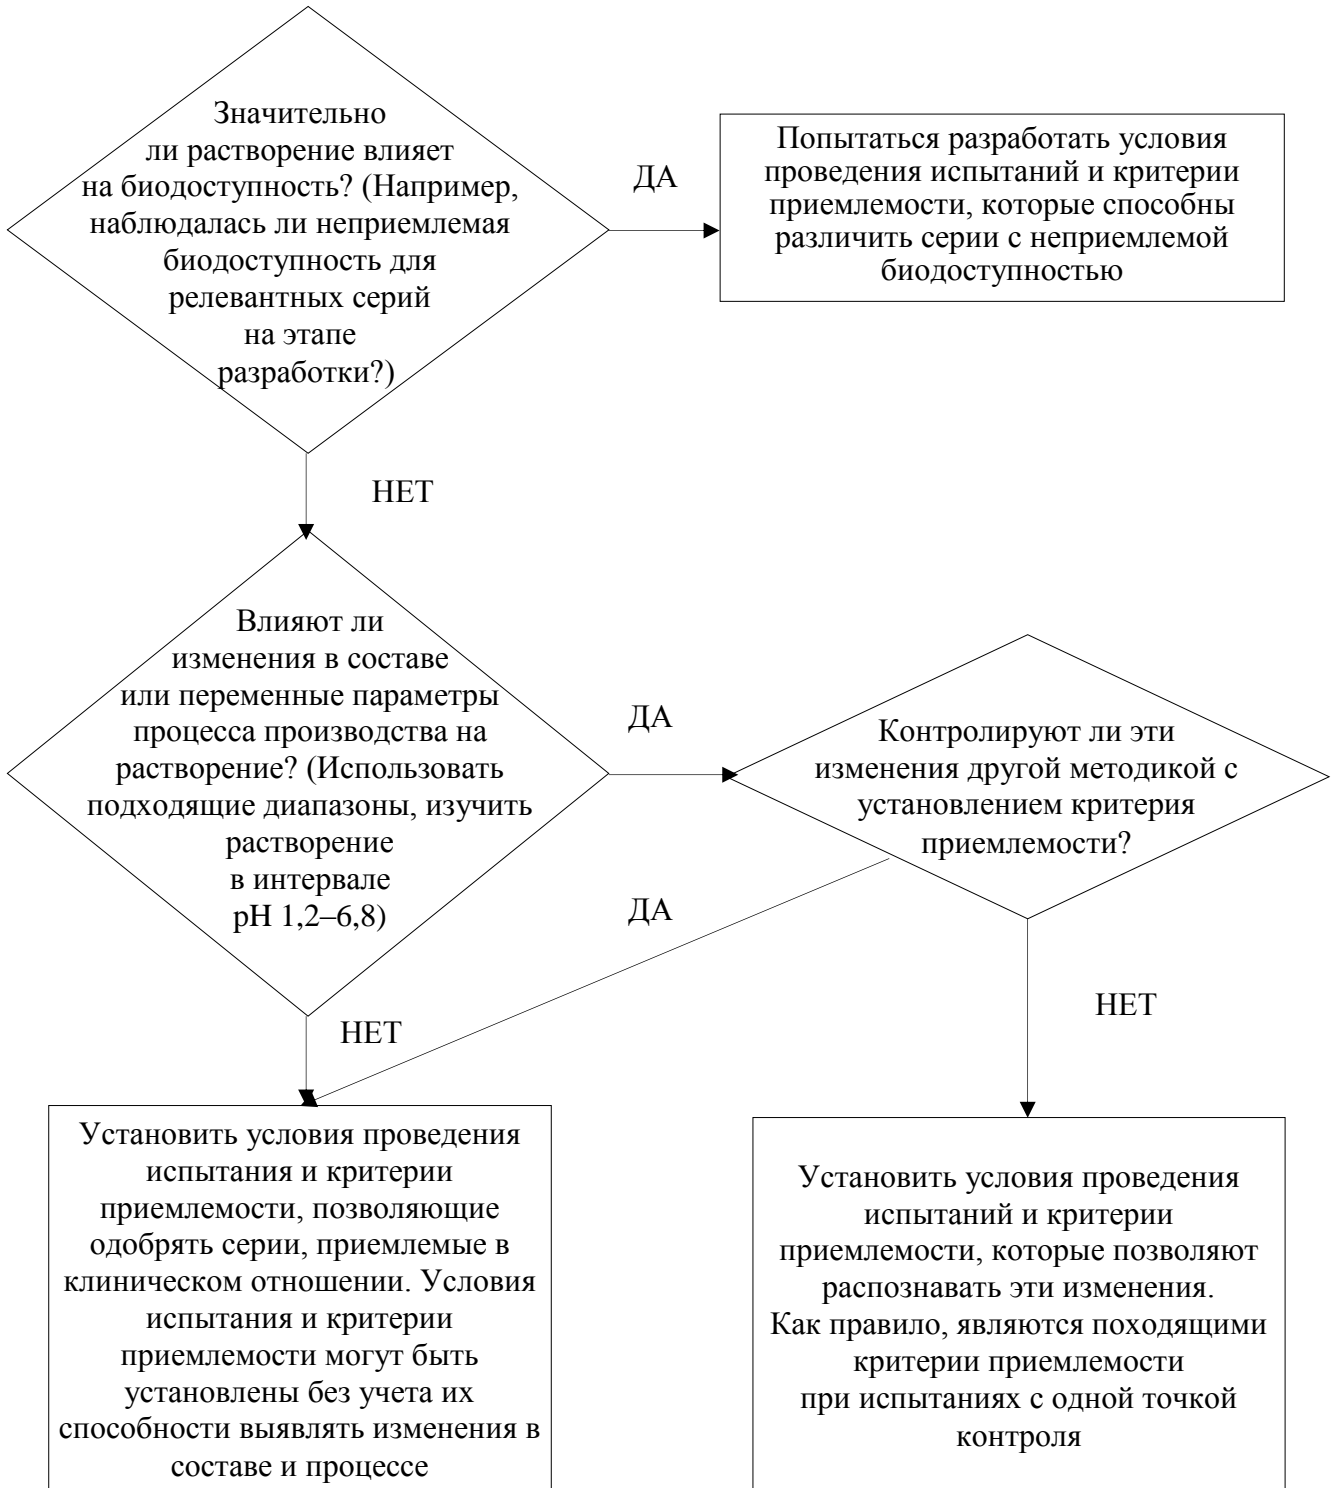 Значительно
ли растворение влияет
на биодоступность? (Например,
наблюдалась ли неприемлемая
биодоступность для
релевантных серий
на этапе
разработки?)
ДА
Попытаться разработать условия
проведения испытаний и критерии
приемлемости, которые способны
различить серии с неприемлемой
биодоступностью
НЕТ
Влияют ли
изменения в составе
или переменные параметры
процесса производства на
растворение? (Использовать
подходящие диапазоны, изучить
растворение
в интервале
рН 1,2–6,8)
ДА
Контролируют ли эти
изменения другой методикой с
установлением критерия
приемлемости?
ДА
НЕТ
НЕТ
Установить условия проведения
испытания и критерии
приемлемости, позволяющие
одобрять серии, приемлемые в
клиническом отношении. Условия
испытания и критерии
приемлемости могут быть
установлены без учета их
способности выявлять изменения в
составе и процессе
Установить условия проведения
испытаний и критерии
приемлемости, которые позволяют
распознавать эти изменения.
Как правило, являются походящими
критерии приемлемости
при испытаниях с одной точкой
контроля